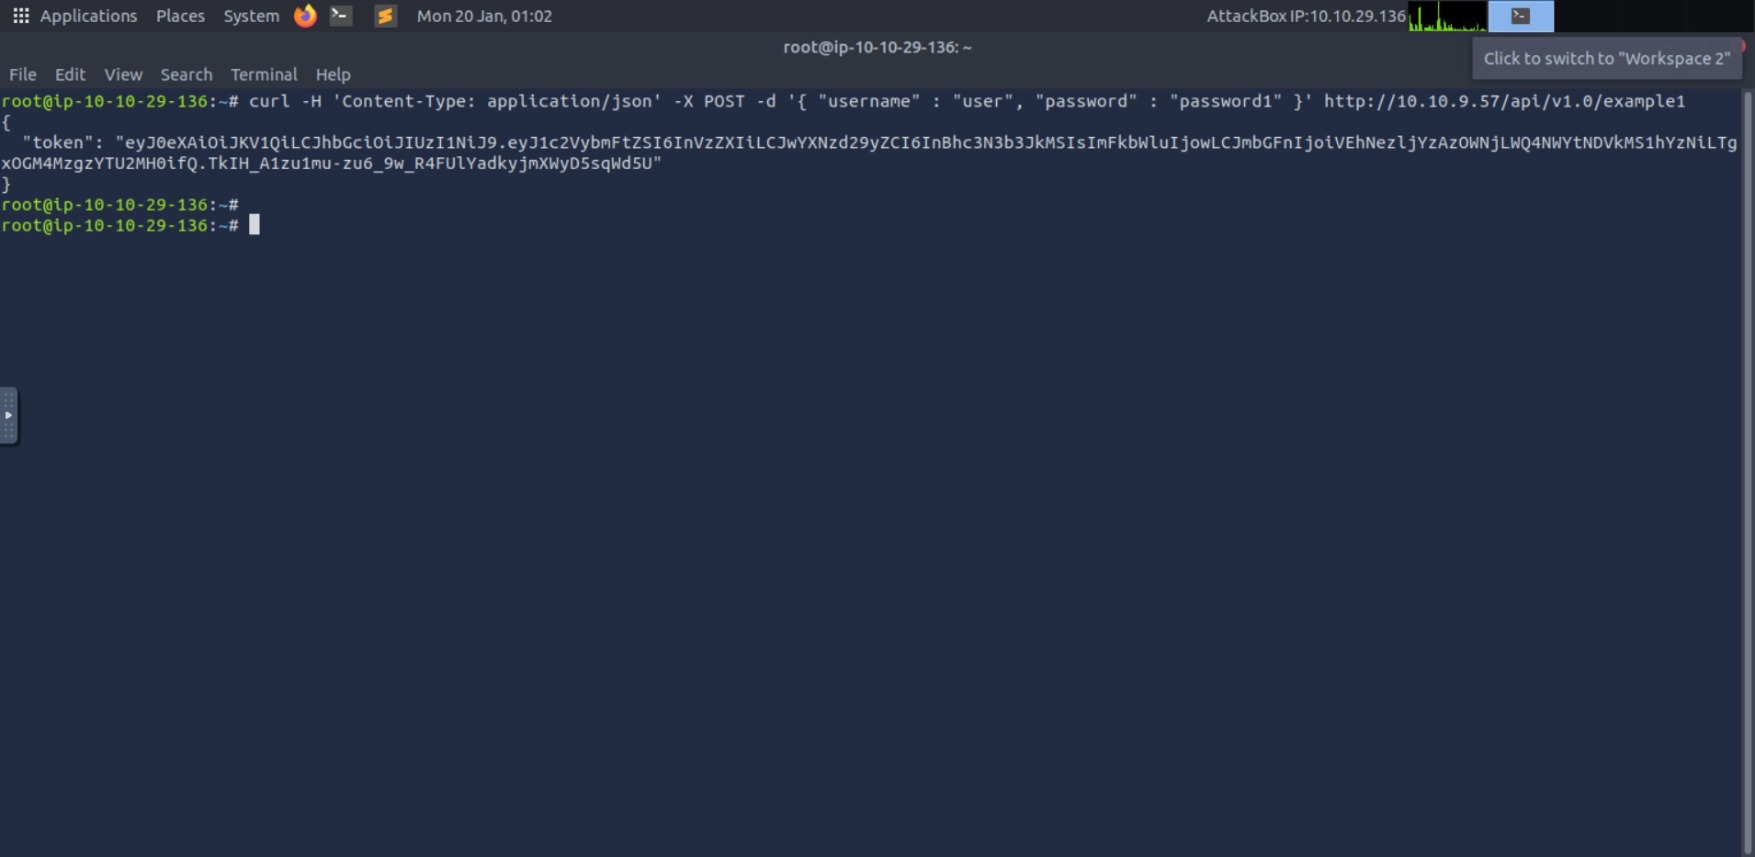 Applications Places System Mon 20 Jan, 01:02 AttackBox IP:10.10.29.136
root@ip-10-10-29-136: ~
Click to switch to "Workspace 2"
File Edit View Search Terminal Help
root@ip-10-10-29-136:~# curl -H 'Content-Type: application/json' -X POST -d '{ "username" : "user", "password" : "password1" }' http://10.10.9.57/api/v1.0/example1
{
"token": "eyJ0eXAiOiJKV1QiLCJhbGciOiJIUzI1NiJ9.eyJ1c2VybmFtZSI6InVzZXIiLCJwYXNzd29yZCI6InBhc3N3b3JkMSIsImFkbWluIjowLCJmbGFnIjoiVEhNezljYzAzOWNjLWQ4NWYtNDVkMS1hYzNiLTg
xOGM4MzgzYTU2MH0ifQ.TkIH_A1zu1mu-zu6_9w_R4FUlYadkyjmXWyD5sqWd5U"
}
root@ip-10-10-29-136:~#
root@ip-10-10-29-136:~#